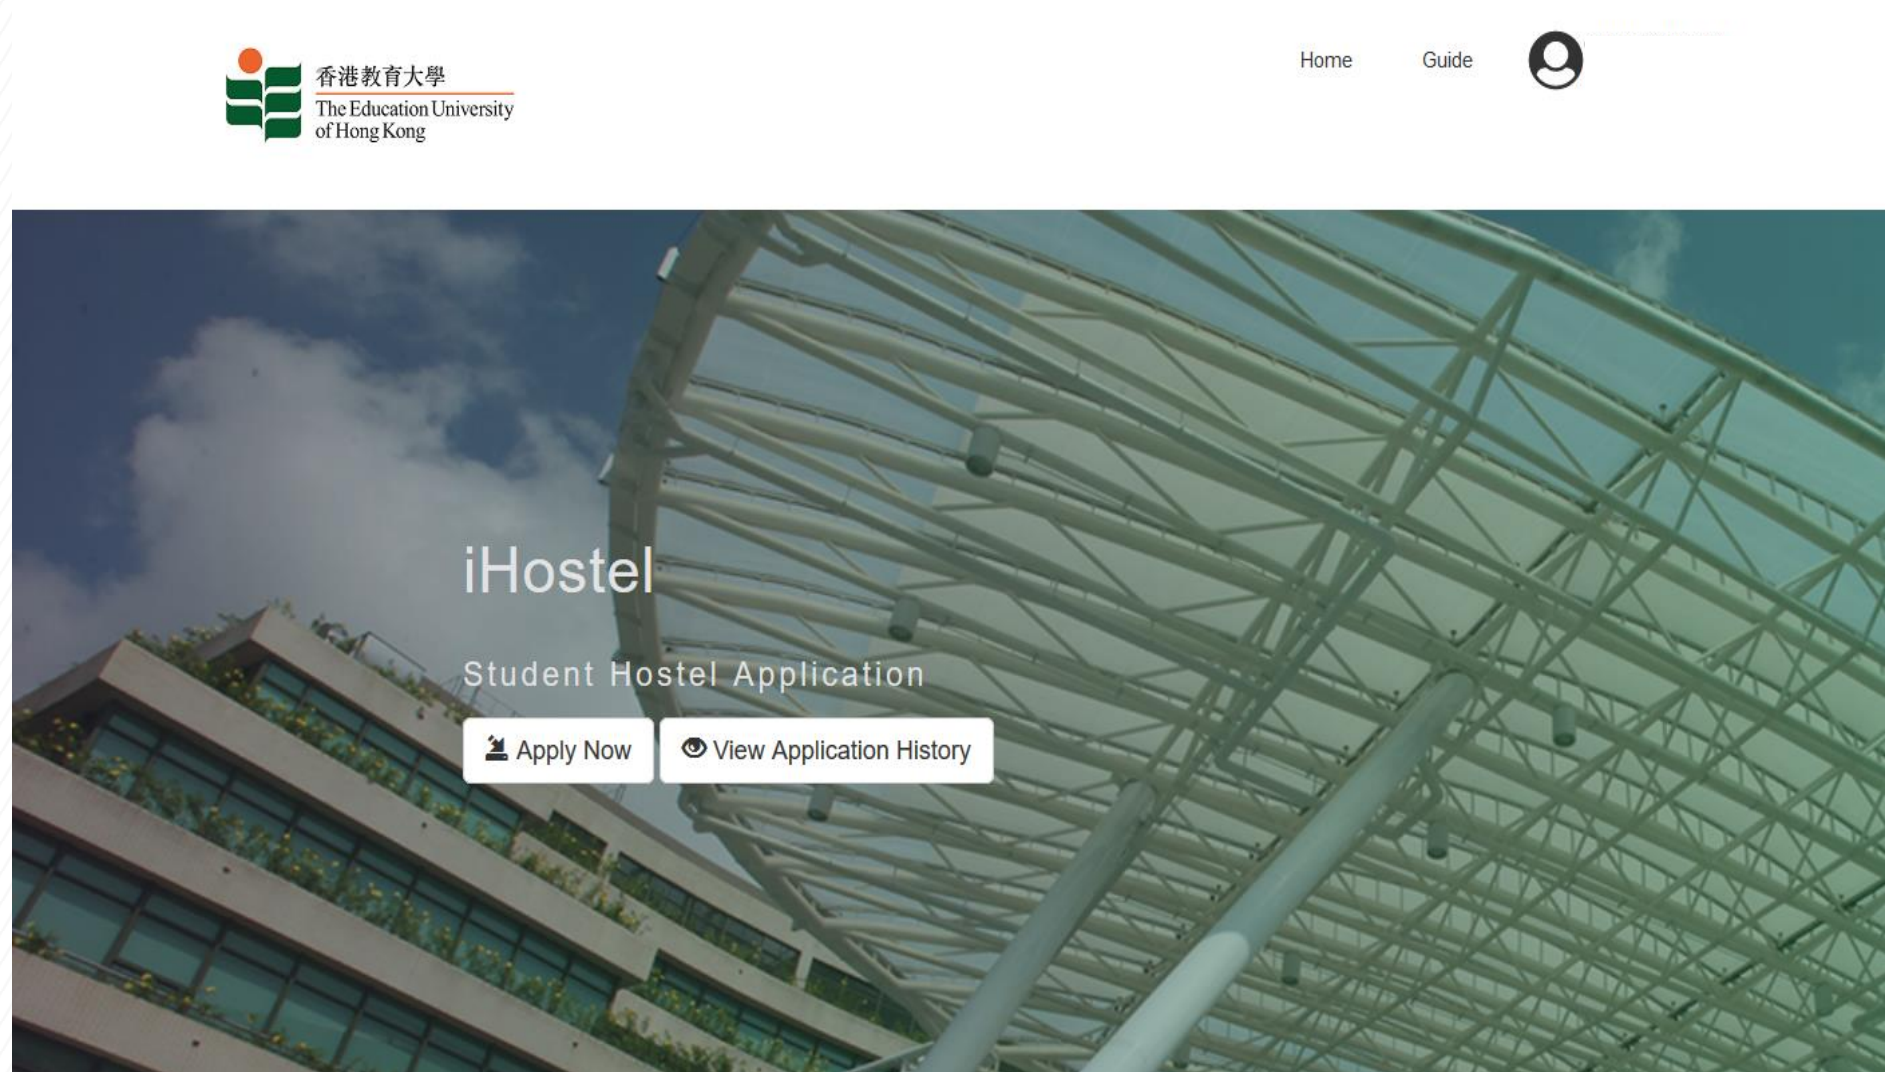 香港教育大學
The Education University
of Hong Kong
Home
Guide
iHostel
Student Hostel Application
Apply Now
View Application History